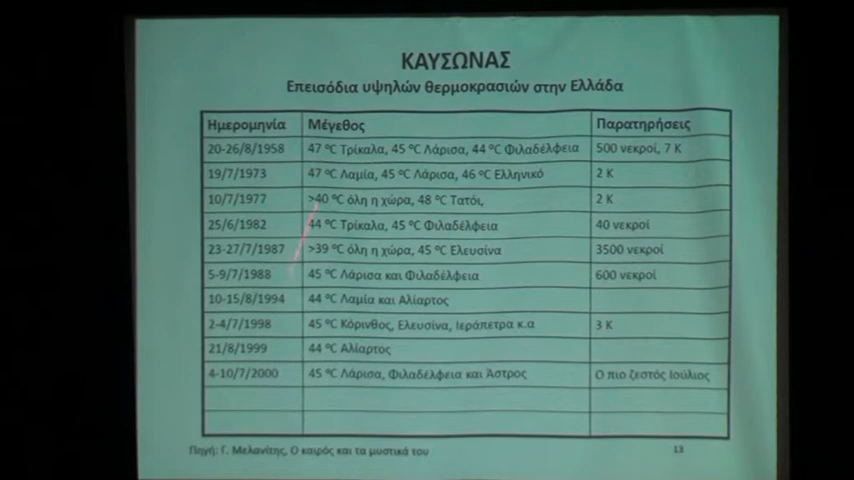 ΚΑΥΣΩΝΑΣ
Επεισόδια υψηλών θερμοκρασιών στην Ελλάδα
Ημερομηνία Μέγεθος Παρατηρήσεις
20-26/8/1958 47 ºC Τρίκαλα, 45 ºC Λάρισα, 44 ºC Φιλαδέλφεια 500 νεκροί, 7 Κ
19/7/1973 47 ºC Λαμία, 45 ºC Λάρισα, 46 ºC Ελληνικό 2 Κ
10/7/1977 >40 ºC όλη η χώρα, 48 ºC Τατόι, 2 Κ
25/6/1982 44 ºC Τρίκαλα, 45 ºC Φιλαδέλφεια 40 νεκροί
23-27/7/1987 >39 ºC όλη η χώρα, 45 ºC Ελευσίνα 3500 νεκροί
5-9/7/1988 45 ºC Λάρισα και Φιλαδέλφεια 600 νεκροί
10-15/8/1994 44 ºC Λαμία και Αλίαρτος
2-4/7/1998 45 ºC Κόρινθος, Ελευσίνα, Ιεράπετρα κ.α 3 Κ
21/8/1999 44 ºC Αλίαρτος
4-10/7/2000 45 ºC Λάρισα, Φιλαδέλφεια και Άστρος Ο πιο ζεστός Ιούλιος
Πηγή: Γ. Μελανίτης, Ο καιρός και τα μυστικά του 13